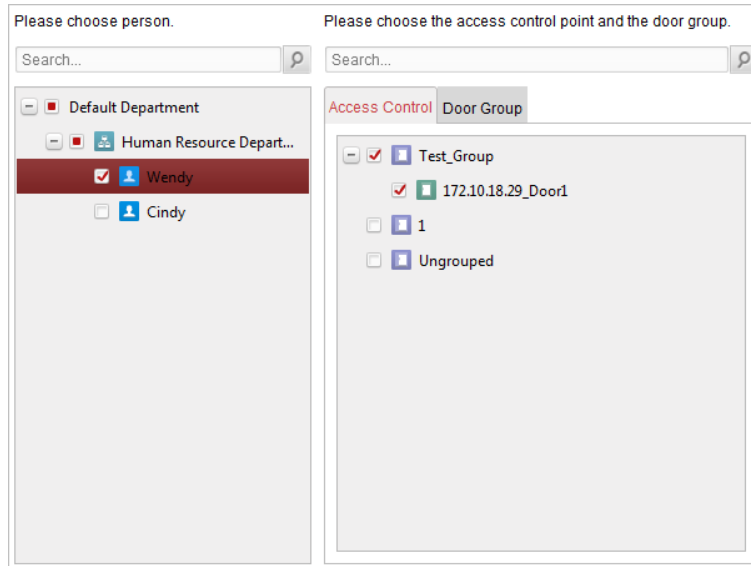 Please choose person.
Search...
Default Department
Human Resource Depart...
Wendy
Cindy
Please choose the access control point and the door group.
Search...
Access Control
Door Group
Test_Group
172.10.18.29_Door1
1
Ungrouped